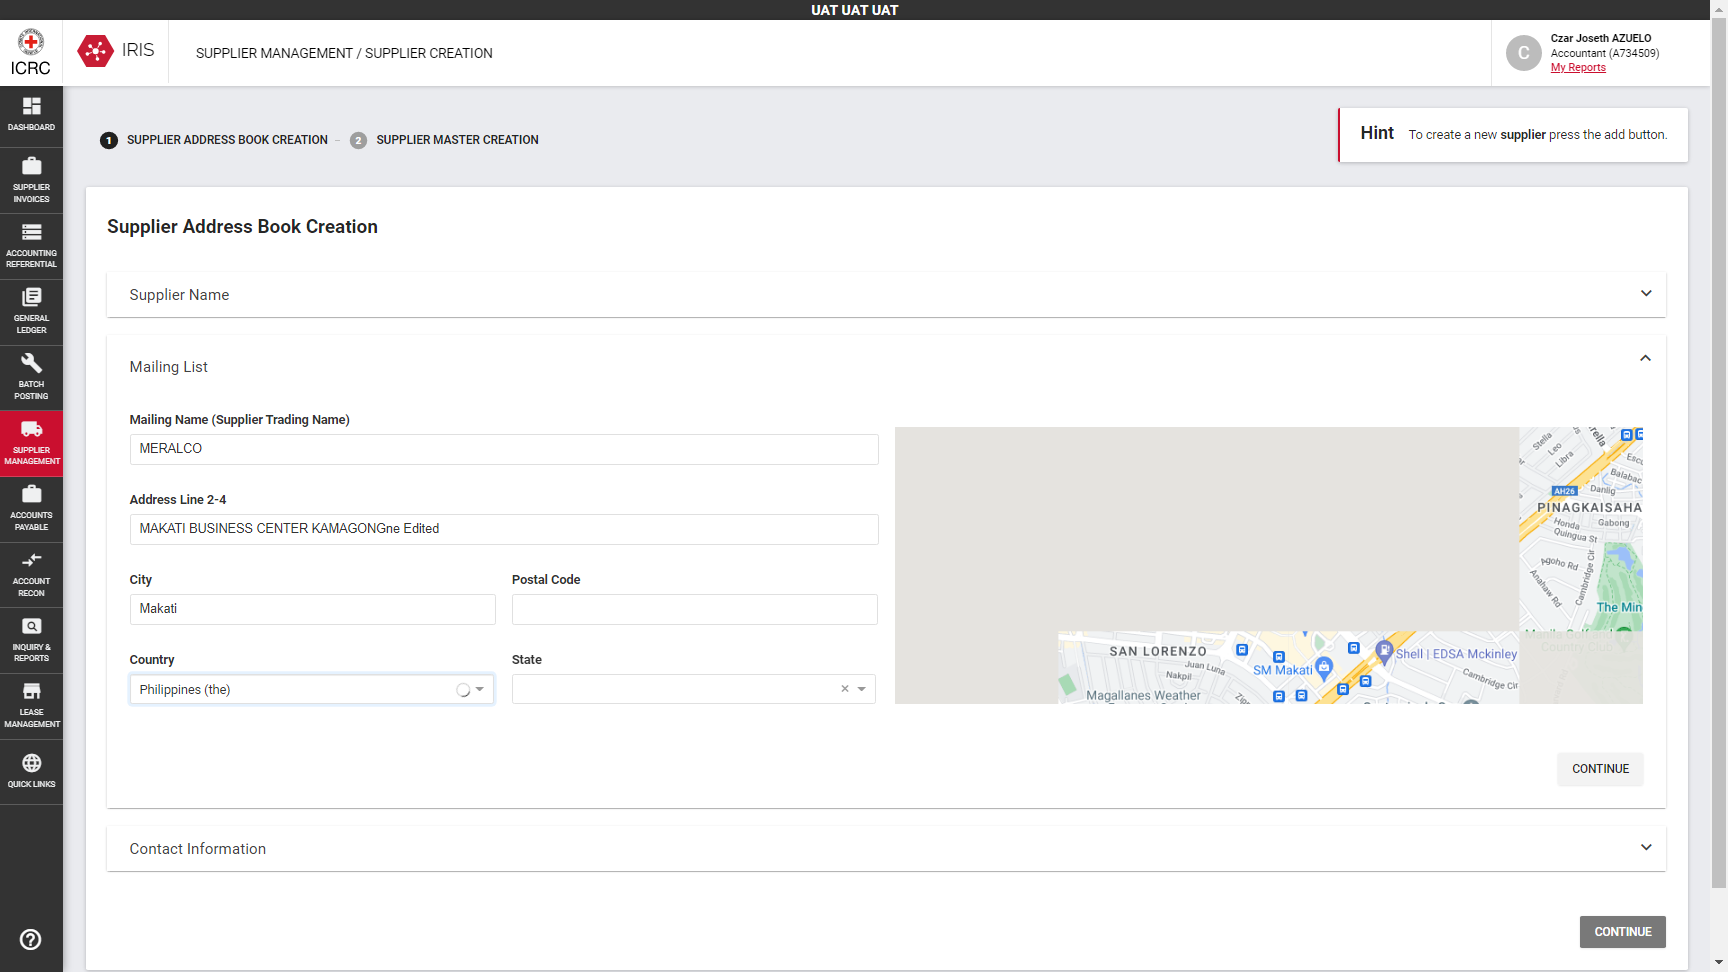 UAT UAT UAT
ICRC
IRIS
SUPPLIER MANAGEMENT / SUPPLIER CREATION
C
Czar Joseth AZUELO
Accountant (A734509)
My Reports
DASHBOARD
SUPPLIER
INVOICES
ACCOUNTING
REFERENTIAL
GENERAL
LEDGER
BATCH
POSTING
SUPPLIER
MANAGEMENT
ACCOUNTS
PAYABLE
ACCOUNT
RECON
INQUIRY &
REPORTS
LEASE
MANAGEMENT
QUICK LINKS
1 SUPPLIER ADDRESS BOOK CREATION – 2 SUPPLIER MASTER CREATION
Hint To create a new supplier press the add button.
Supplier Address Book Creation
Supplier Name
Mailing List
Mailing Name (Supplier Trading Name)
MERALCO
Address Line 2-4
MAKATI BUSINESS CENTER KAMAGONGne Edited
City
Makati
Postal Code
Country
Philippines (the)
State
Stella
Leo
Libra
AH26
Danlig
PINAGKAISAHA
Honda
Gabong
Quingua St
Agoho Rd
Anahaw Rd
Cambridge Cir
The Min
Country Club
SAN LORENZO
Juan Luna
Nakpil
SM Makati
Shell | EDSA Mckinley
Cambridge Cir
Magallanes Weather
CONTINUE
Contact Information
CONTINUE